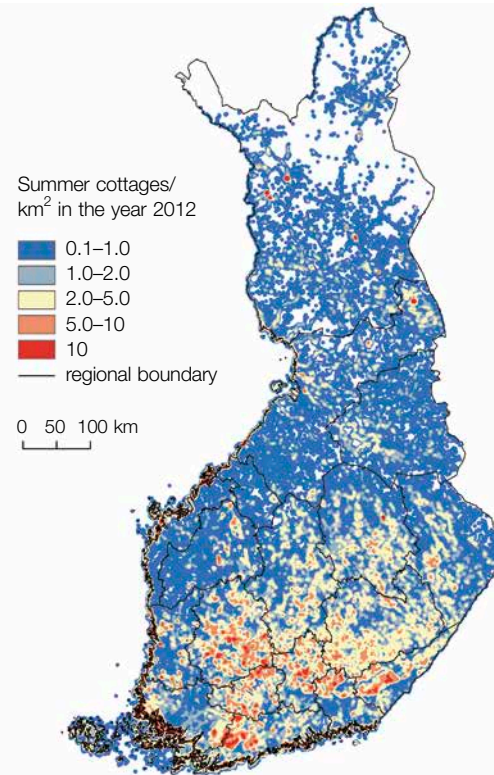 Summer cottages/
km² in the year 2012
0.1–1.0
1.0–2.0
2.0–5.0
5.0–10
10
regional boundary
0 50 100 km